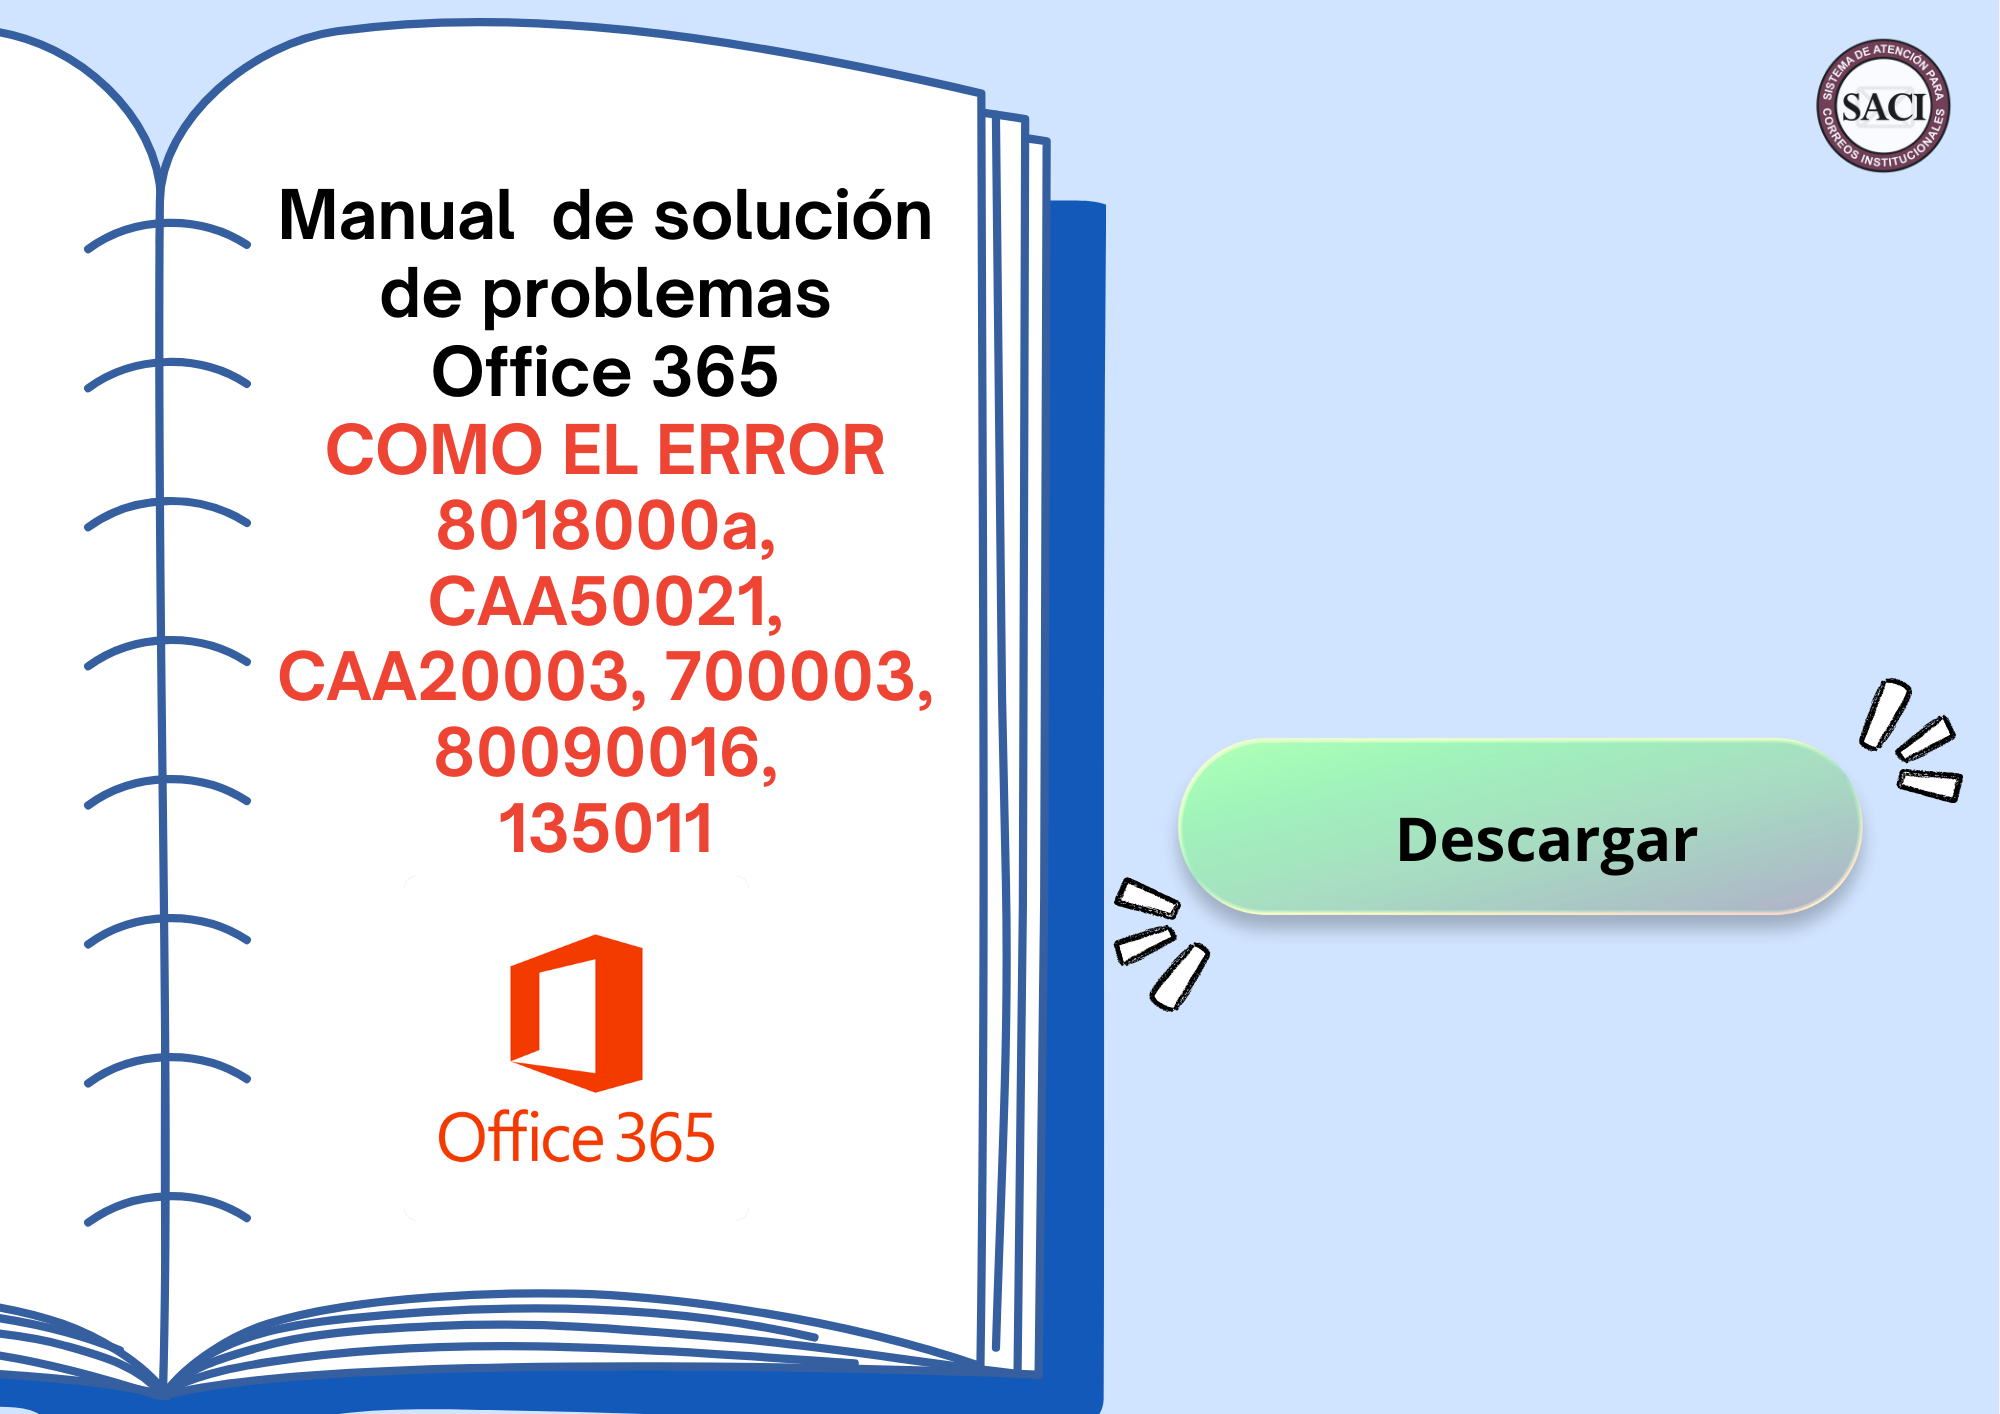 SISTEMA DE ATENCIÓN PARA
SACI
CORREOS INSTITUCIONALES
Manual de solución
de problemas
Office 365
COMO EL ERROR
8018000a,
CAA50021,
CAA20003, 700003,
80090016,
135011
Office 365
Descargar